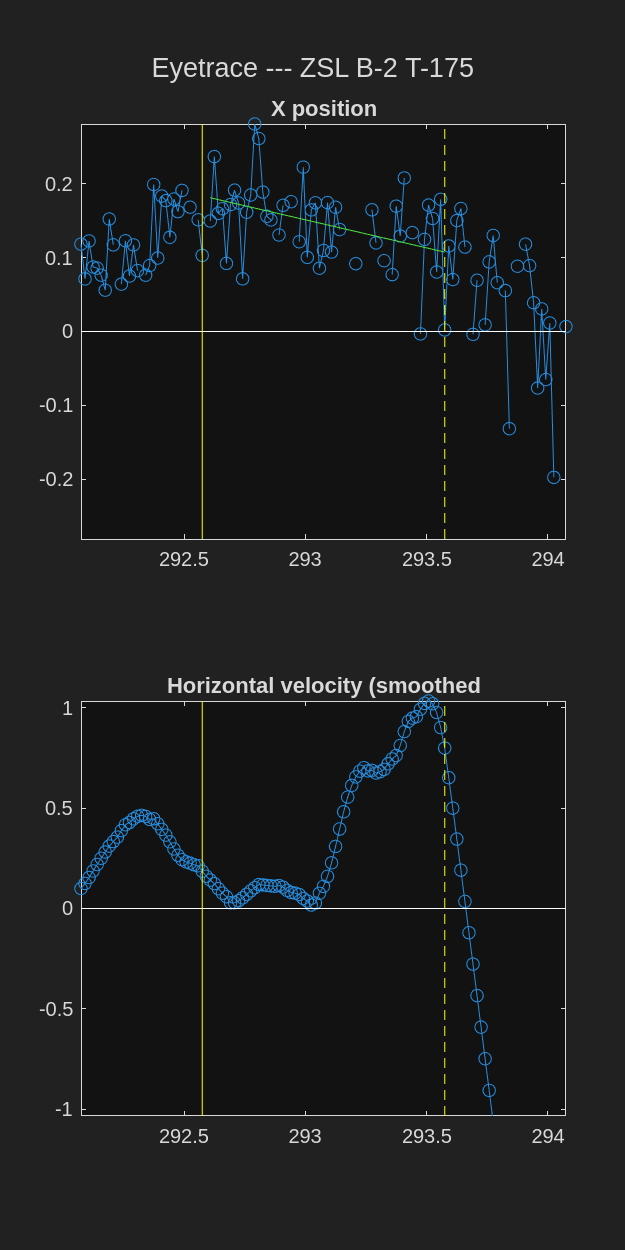 Eyetrace --- ZSL B-2 T-175
X position
0.2
0.1
0
-0.1
-0.2
292.5 293 293.5 294
Horizontal velocity (smoothed
1
0.5
0
-0.5
-1
292.5 293 293.5 294